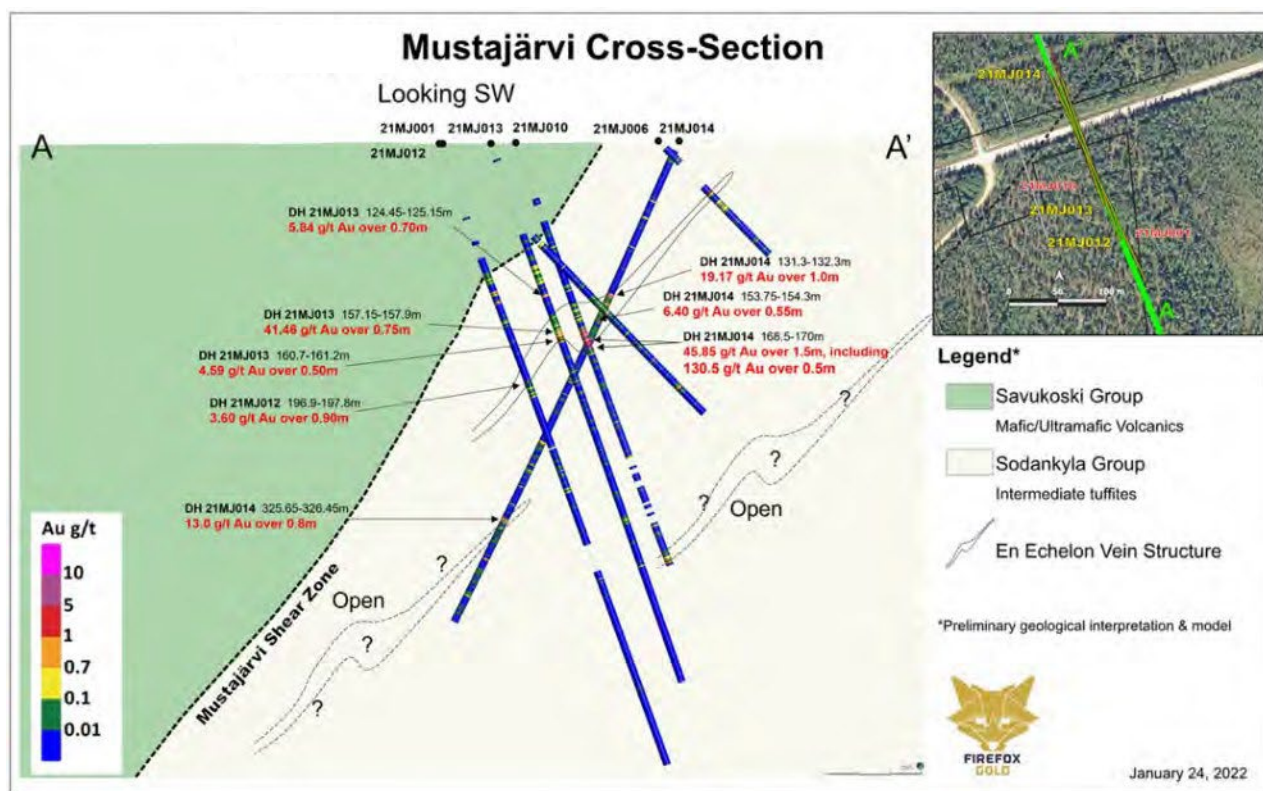 Mustajärvi Cross-Section
Looking SW
A
A'
21MJ001
21MJ013
21MJ010
21MJ006
21MJ014
21MJ012
DH 21MJ013 124.45-125.15m
5.84 g/t Au over 0.70m
DH 21MJ013 157.15-157.9m
41.46 g/t Au over 0.75m
DH 21MJ013 160.7-161.2m
4.59 g/t Au over 0.50m
DH 21MJ012 196.9-197.8m
3.60 g/t Au over 0.90m
DH 21MJ014 325.65-326.45m
13.0 g/t Au over 0.8m
DH 21MJ014 131.3-132.3m
19.17 g/t Au over 1.0m
DH 21MJ014 153.75-154.3m
6.40 g/t Au over 0.55m
DH 21MJ014 168.5-170m
45.85 g/t Au over 1.5m, including
130.5 g/t Au over 0.5m
?
?
?
Open
?
?
?
Open
Mustajärvi Shear Zone
Au g/t
10
5
1
0.7
0.1
0.01
A'
21MJ014
21MJ013
21MJ012
21MJ001
A
0
50
100 m
Legend*
Savukoski Group
Mafic/Ultramafic Volcanics
Sodankyla Group
Intermediate tuffites
En Echelon Vein Structure
*Preliminary geological interpretation & model
FIREFOX
GOLD
January 24, 2022